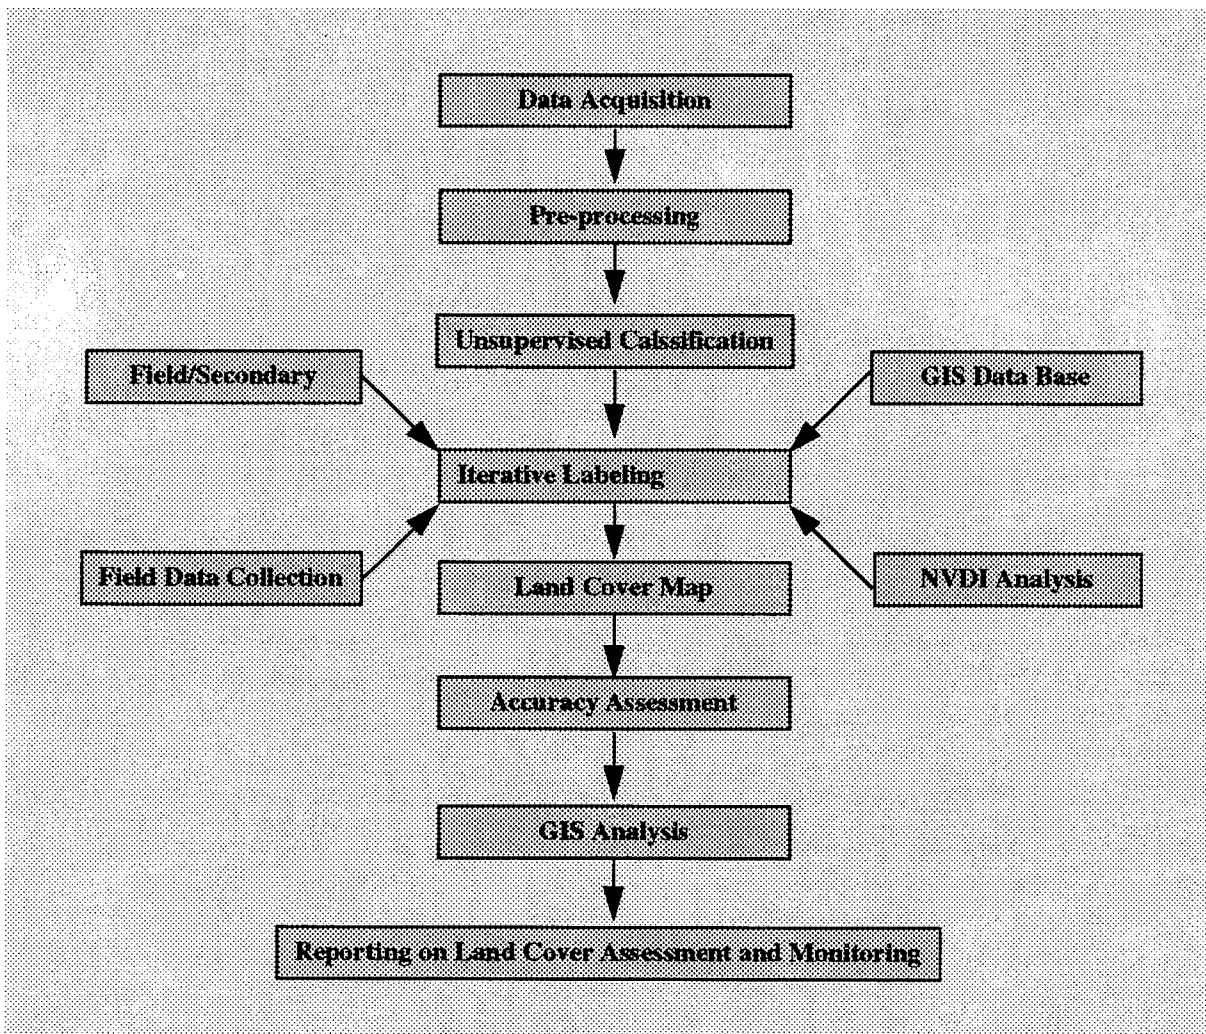 Data Acquisition
Pre-processing
Unsupervised Calssification
Field/Secondary
GIS Data Base
Iterative Labeling
Field Data Collection
Land Cover Map
NVDI Analysis
Accuracy Assessment
GIS Analysis
Reporting on Land Cover Assessment and Monitoring